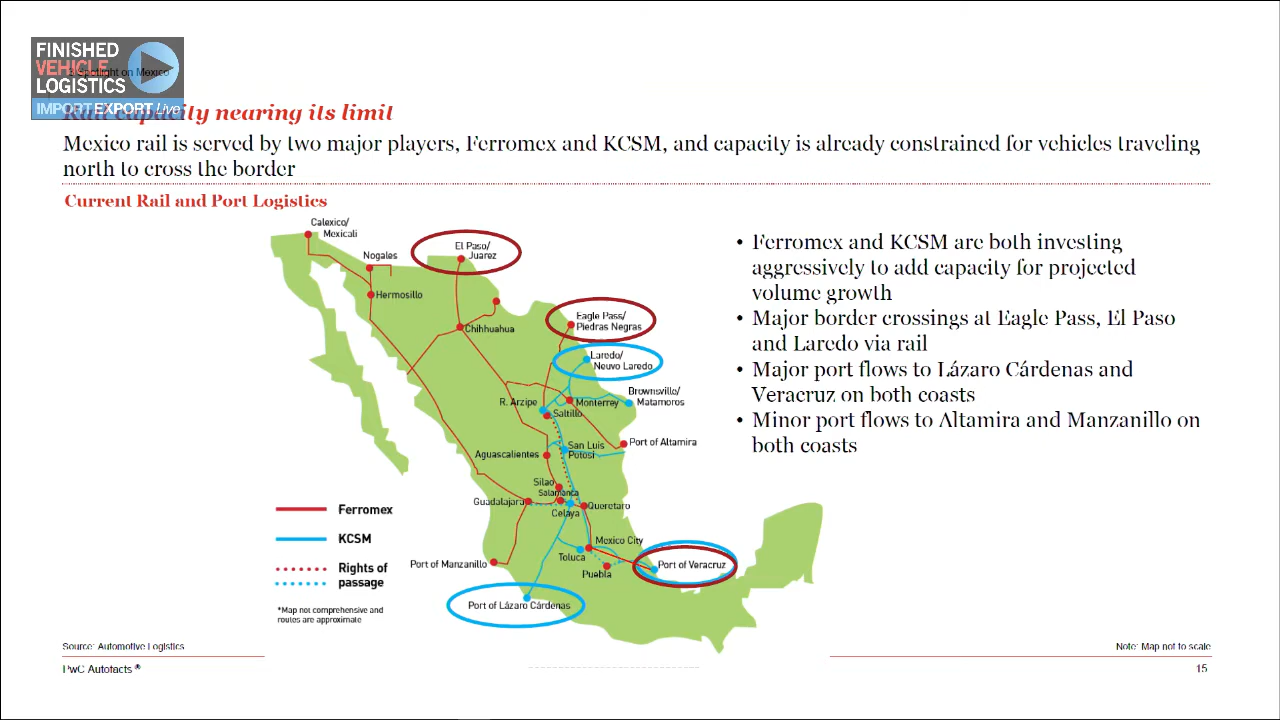 FINISHED
VEHICLE
LOGISTICS
IMPORT EXPORT Live
Spotlight on Mexico
Rail capacity nearing its limit
Mexico rail is served by two major players, Ferromex and KCSM, and capacity is already constrained for vehicles traveling
north to cross the border
Current Rail and Port Logistics
Calexico/
Mexicali
Nogales
El Paso/
Juarez
Hermosillo
Chihuahua
Eagle Pass/
Piedras Negras
Laredo/
Neuvo Laredo
Brownsville/
Matamoros
R. Arzipe
Monterrey
Saltillo
Port of Altamira
San Luis
Potosi
Aguascalientes
Silao
Salamanca
Guadalajara
Queretaro
Celaya
Mexico City
Toluca
Puebla
Port of Manzanillo
Port of Veracruz
Port of Lázaro Cárdenas
Ferromex
KCSM
Rights of
passage
*Map not comprehensive and
routes are approximate
• Ferromex and KCSM are both investing
aggressively to add capacity for projected
volume growth
• Major border crossings at Eagle Pass, El Paso
and Laredo via rail
• Major port flows to Lázaro Cárdenas and
Veracruz on both coasts
• Minor port flows to Altamira and Manzanillo on
both coasts
Source: Automotive Logistics
Note: Map not to scale
PwC Autofacts ®
15